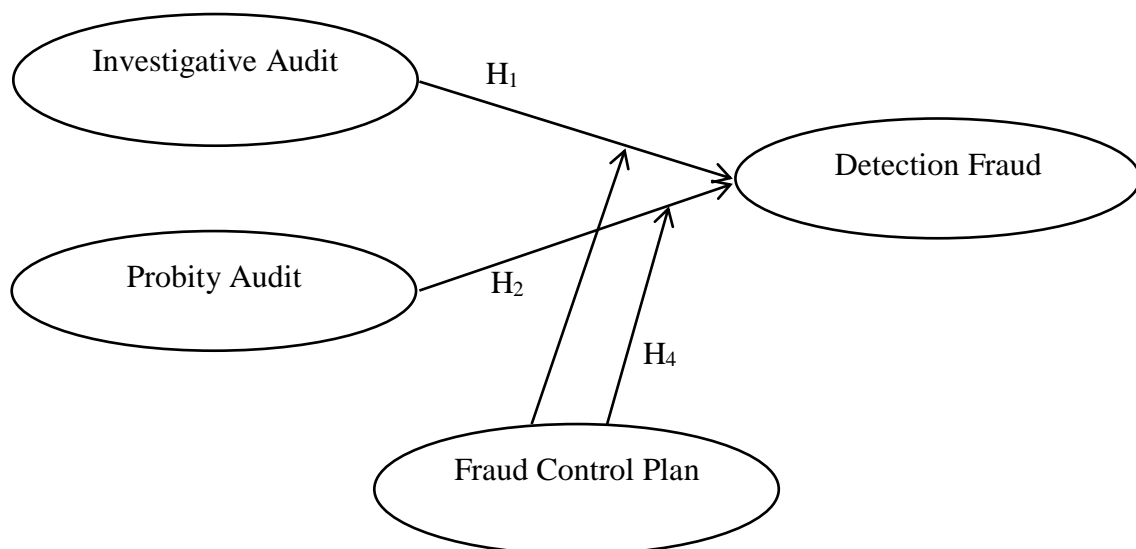 Investigative Audit
H₁
Detection Fraud
Probity Audit
H₂
H₄
Fraud Control Plan